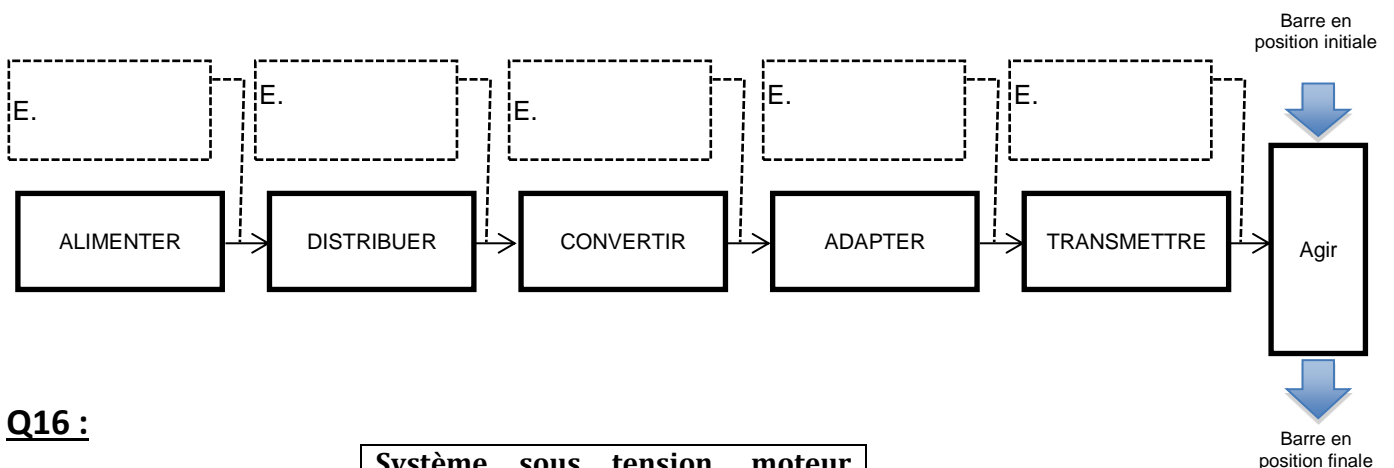 Barre en
position initiale
E.
E.
E.
E.
E.
ALIMENTER
DISTRIBUER
CONVERTIR
ADAPTER
TRANSMETTRE
Agir
Q16 :
Barre en
position finale
Système sous tension, moteur